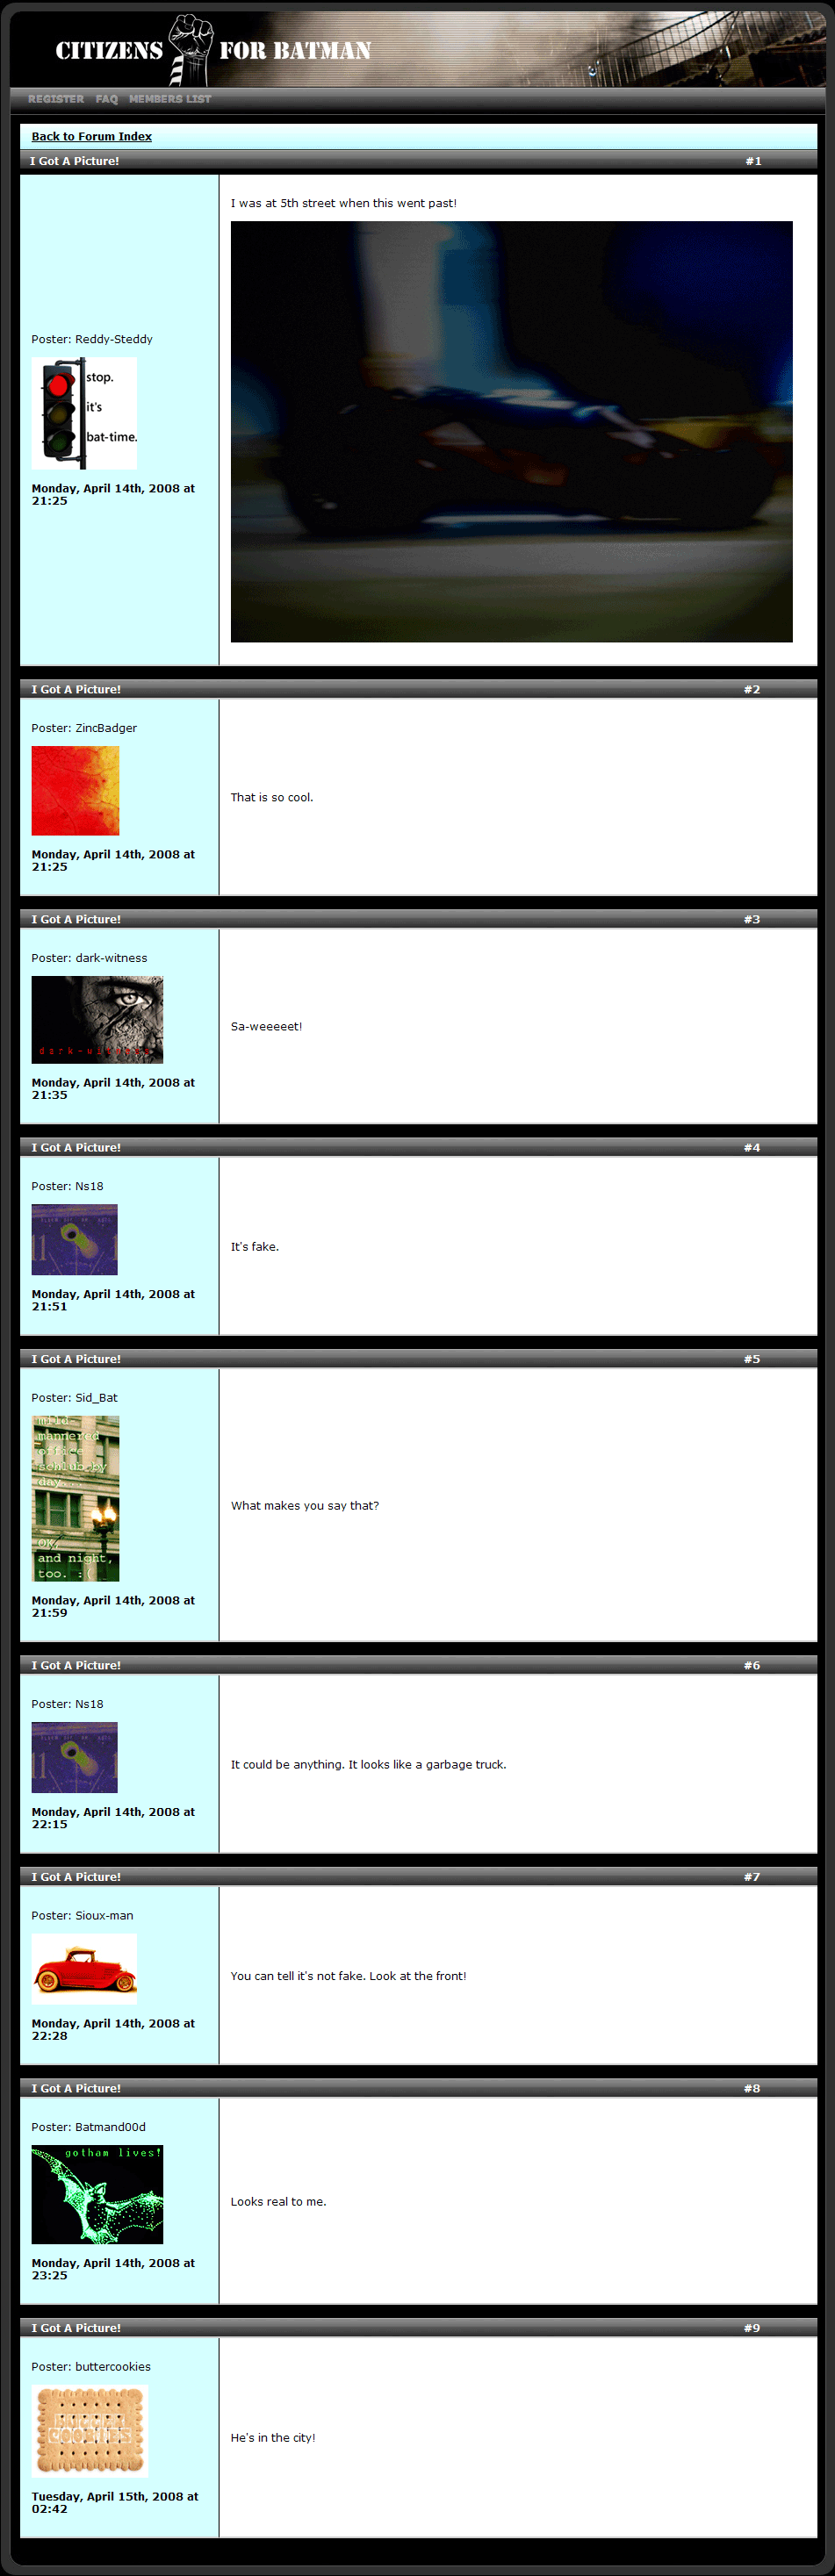 CITIZENS FOR BATMAN
REGISTER FAQ MEMBERS LIST
Back to Forum Index
I Got A Picture! #1
I was at 5th street when this went past!
Poster: Reddy-Steddy
stop.
it's
bat-time.
Monday, April 14th, 2008 at
21:25
I Got A Picture! #2
Poster: ZincBadger
That is so cool.
Monday, April 14th, 2008 at
21:25
I Got A Picture! #3
Poster: dark-witness
Sa-weeeeet!
dark-witness
Monday, April 14th, 2008 at
21:35
I Got A Picture! #4
Poster: Ns18
It's fake.
Monday, April 14th, 2008 at
21:51
I Got A Picture! #5
Poster: Sid_Bat
mild-
mannered
office
schlub by
day...
What makes you say that?
OK,
and night,
too. :(
Monday, April 14th, 2008 at
21:59
I Got A Picture! #6
Poster: Ns18
It could be anything. It looks like a garbage truck.
Monday, April 14th, 2008 at
22:15
I Got A Picture! #7
Poster: Sioux-man
You can tell it's not fake. Look at the front!
Monday, April 14th, 2008 at
22:28
I Got A Picture! #8
Poster: Batmand00d
gotham lives!
Looks real to me.
Monday, April 14th, 2008 at
23:25
I Got A Picture! #9
Poster: buttercookies
BUTTER
COOKIES
He's in the city!
Tuesday, April 15th, 2008 at
02:42